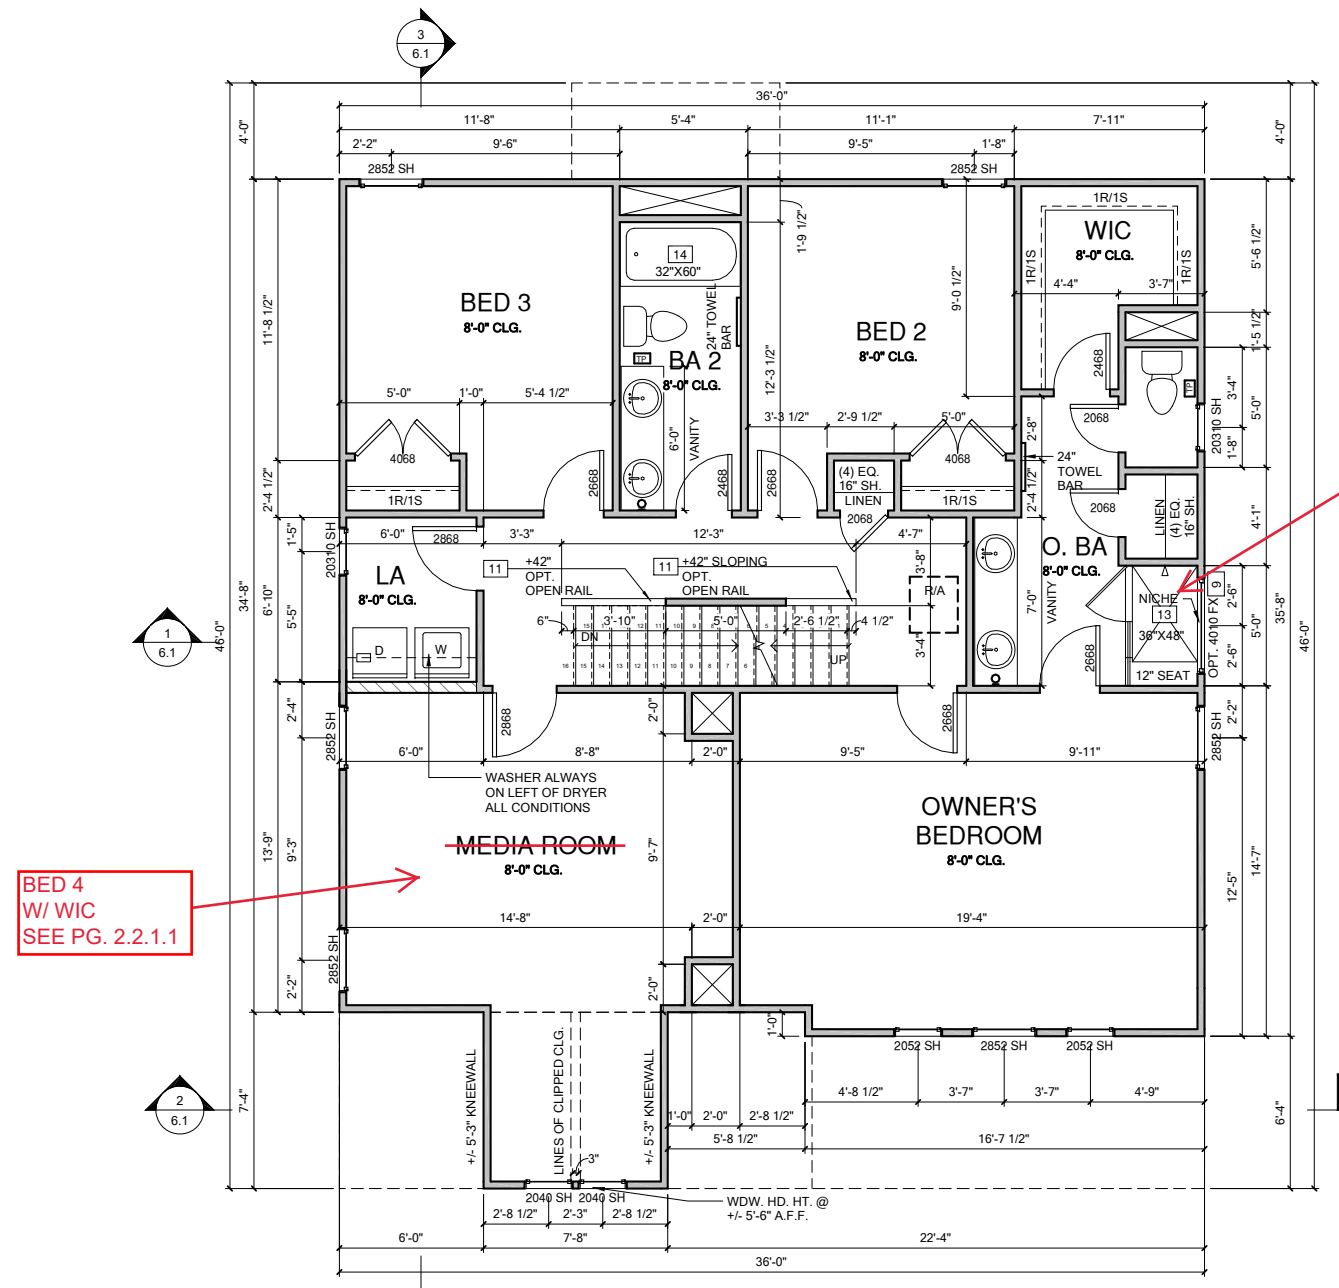 3
6.1
36'-0"
11'-8"
5'-4"
11'-1"
7'-11"
2'-2"
9'-6"
9'-5"
1'-8"
2852 SH
2852 SH
4'-0"
4'-0"
1R/1S
WIC
8'-0" CLG.
1R/1S
1R/1S
4'-4"
3'-7"
1'-9 1/2"
9'-0 1/2"
5'-6 1/2"
1'-5 1/2"
14
32"X60"
24" TOWEL
BAR
BED 3
8'-0" CLG.
BED 2
8'-0" CLG.
TP
BA 2
8'-0" CLG.
12'-3 1/2"
11'-8 1/2"
2468
TP
3'-4"
5'-0"
20310 SH
1'-8"
5'-0"
1'-0"
5'-4 1/2"
6'-0"
VANITY
3'-3 1/2"
2'-9 1/2"
5'-0"
2068
2'-8"
4068
1R/1S
2668
2468
2668
(4) EQ.
16" SH.
LINEN
2068
4068
1R/1S
24"
TOWEL
BAR
2'-4 1/2"
2'-4 1/2"
2068
LINEN
(4) EQ.
16" SH.
4'-1"
20310 SH
1'-5"
6'-0"
2868
3'-3"
12'-3"
4'-7"
3'-8"
O. BA
8'-0" CLG.
LA
8'-0" CLG.
11
+42"
OPT.
OPEN RAIL
11
+42" SLOPING
OPT.
OPEN RAIL
R/A
7'-0"
VANITY
NICHE
13
36"X48"
12" SEAT
OPT. 4010 FX
9
2'-6"
2'-6"
5'-0"
35'-8"
46'-0"
46'-0"
34'-8"
6'-10"
5'-5"
1
6.1
D
W
6"
3'-10"
5'-0"
2'-6 1/2"
4 1/2"
DN
UP
3'-4"
16 15 14 13 12 11 10 9 8 7 6
2668
2868
2668
2'-4"
2852 SH
6'-0"
8'-8"
2'-0"
2'-0"
9'-5"
9'-11"
2852 SH
2'-2"
WASHER ALWAYS
ON LEFT OF DRYER
ALL CONDITIONS
MEDIA ROOM
8'-0" CLG.
OWNER'S
BEDROOM
8'-0" CLG.
13'-9"
9'-3"
9'-7"
12'-5"
14'-7"
BED 4
W/ WIC
SEE PG. 2.2.1.1
14'-8"
2'-0"
19'-4"
2852 SH
2'-2"
2'-0"
1'-0"
2052 SH
2852 SH
2052 SH
2
6.1
7'-4"
+/- 5'-3" KNEEWALL
LINES OF CLIPPED CLG.
+/- 5'-3" KNEEWALL
4'-8 1/2"
3'-7"
3'-7"
4'-9"
1'-0"
2'-0"
2'-8 1/2"
6'-4"
5'-8 1/2"
16'-7 1/2"
3"
2040 SH
2040 SH
WDW. HD. HT. @
+/- 5'-6" A.F.F.
2'-8 1/2"
2'-3"
2'-8 1/2"
6'-0"
7'-8"
22'-4"
36'-0"